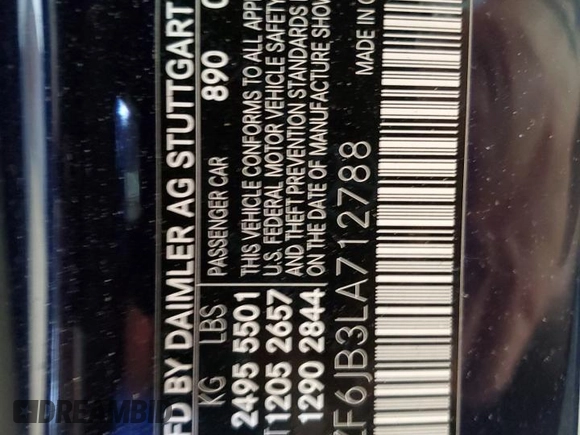 FD BY DAIMLER AG STUTTGART
KG LBS PASSENGER CAR 890
2495 5501 THIS VEHICLE CONFORMS TO ALL APP
1205 2657 U.S. FEDERAL MOTOR VEHICLE SAFETY
1290 2844 AND THEFT PREVENTION STANDARDS
ON THE DATE OF MANUFACTURE SHOW
F6JB3LA712788 MADE IN
DREAMBID